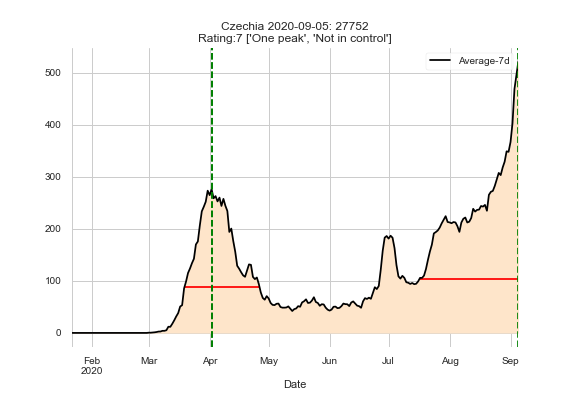 Czechia 2020-09-05: 27752
Rating:7 ['One peak', 'Not in control']
Average-7d
500
400
300
200
100
0
Feb
2020
Mar
Apr
May
Jun
Jul
Aug
Sep
Date